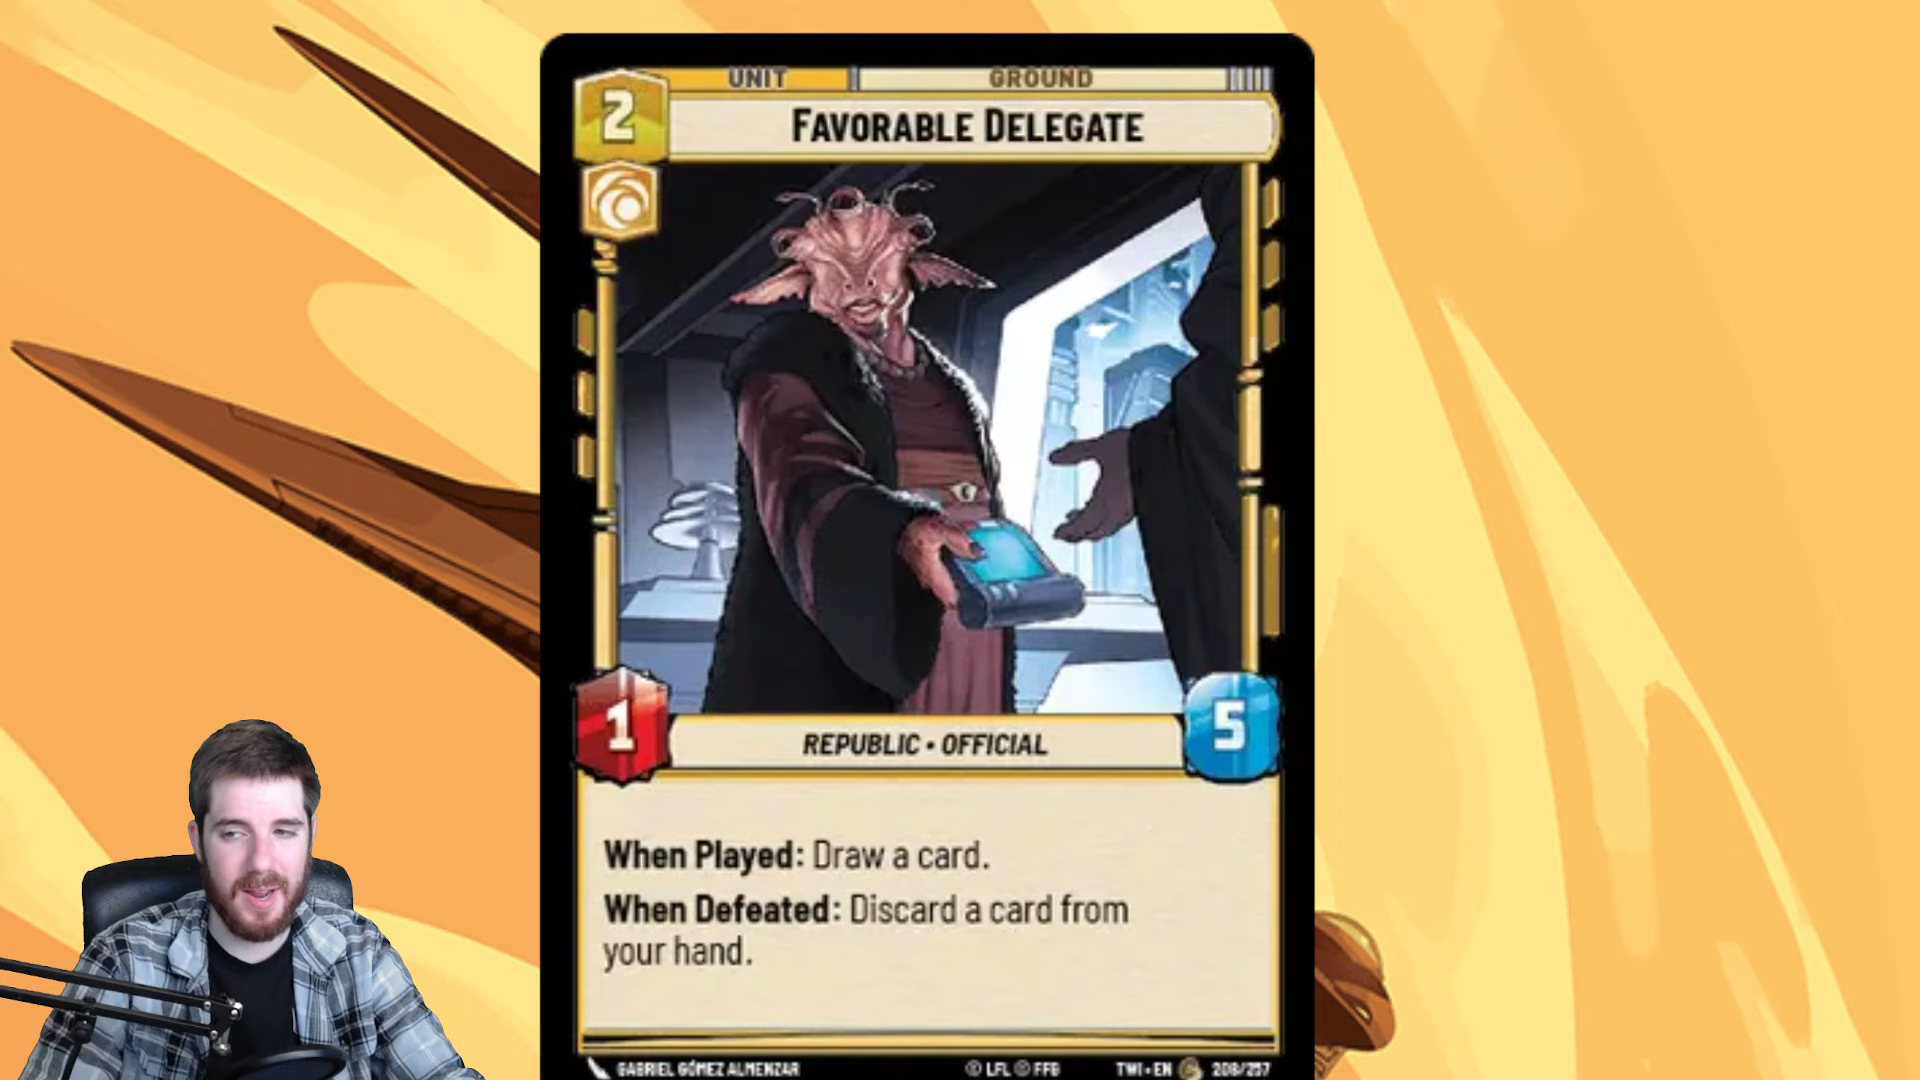 UNIT GROUND
2
FAVORABLE DELEGATE
1
REPUBLIC • OFFICIAL
5
When Played: Draw a card.
When Defeated: Discard a card from
your hand.
GABRIEL GÓMEZ ALMENZAR © LFL © FFG TWI • EN 208/257